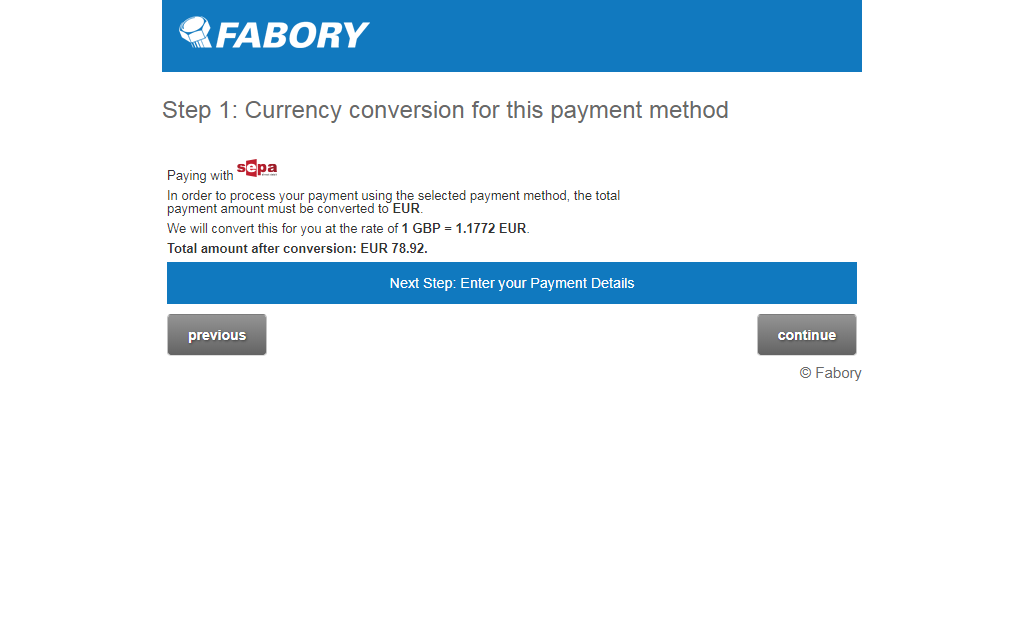 FABORY
Step 1: Currency conversion for this payment method
Paying with sepa
In order to process your payment using the selected payment method, the total
payment amount must be converted to EUR.
We will convert this for you at the rate of 1 GBP = 1.1772 EUR.
Total amount after conversion: EUR 78.92.
Next Step: Enter your Payment Details
previous
continue
© Fabory